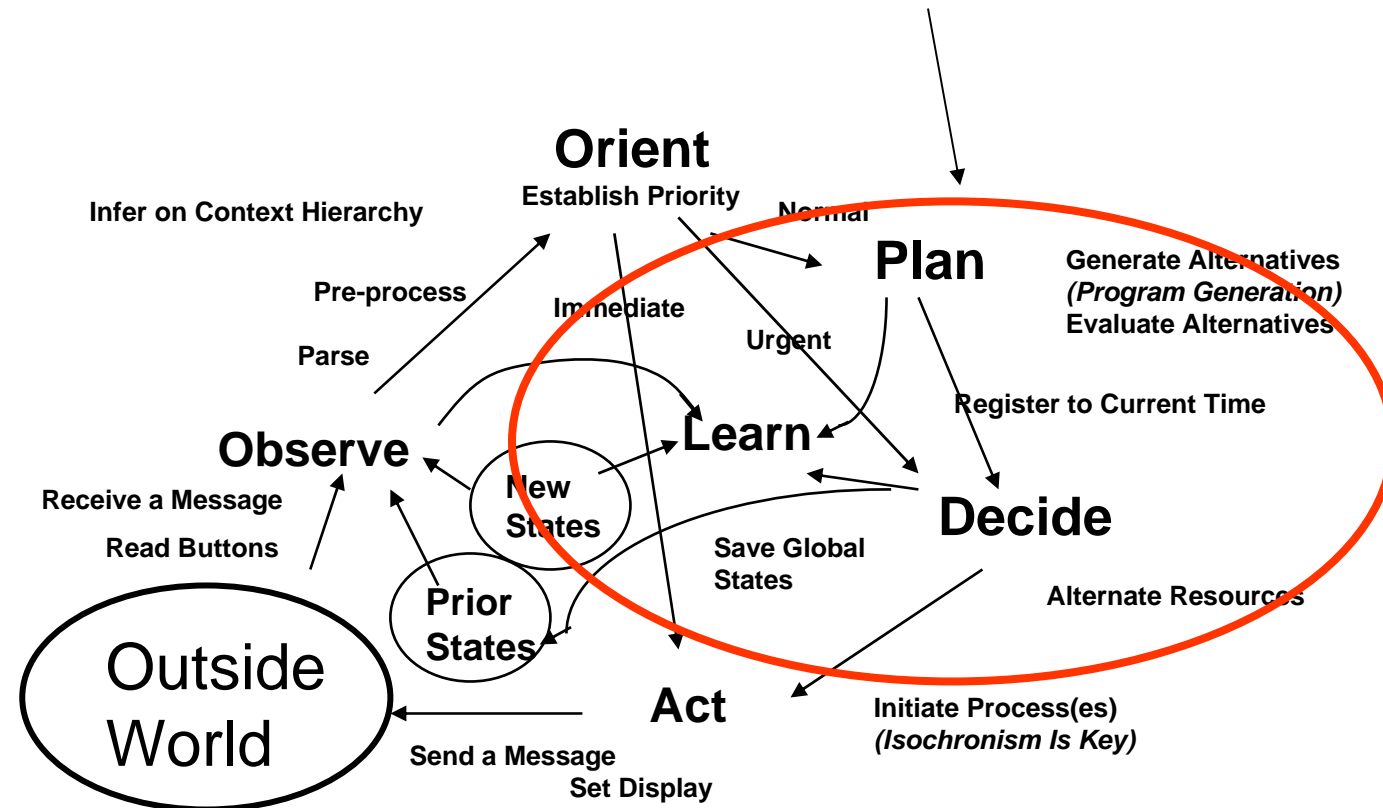 Orient
Establish Priority
Infer on Context Hierarchy
Normal
Plan
Generate Alternatives
(Program Generation)
Evaluate Alternatives
Pre-process
Immediate
Urgent
Parse
Register to Current Time
Learn
Observe
Receive a Message
New
States
Decide
Read Buttons
Save Global
States
Prior
States
Alternate Resources
Outside
World
Act
Initiate Process(es)
(Isochronism Is Key)
Send a Message
Set Display